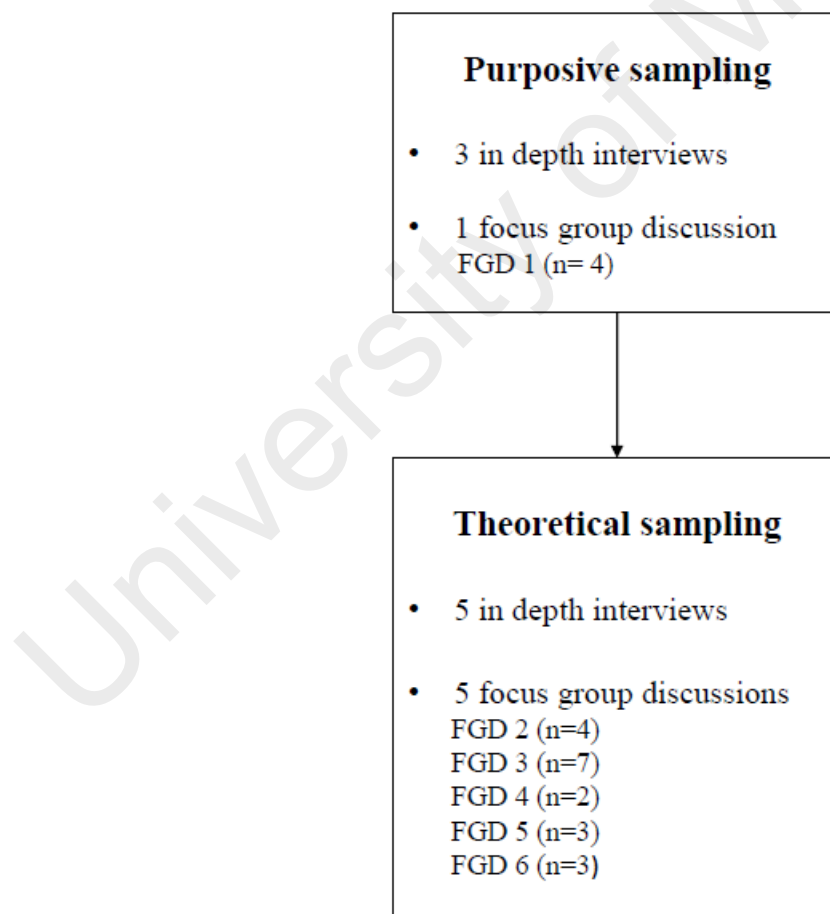 University of M
Purposive sampling
• 3 in depth interviews
• 1 focus group discussion
FGD 1 (n= 4)
Theoretical sampling
• 5 in depth interviews
• 5 focus group discussions
FGD 2 (n=4)
FGD 3 (n=7)
FGD 4 (n=2)
FGD 5 (n=3)
FGD 6 (n=3)